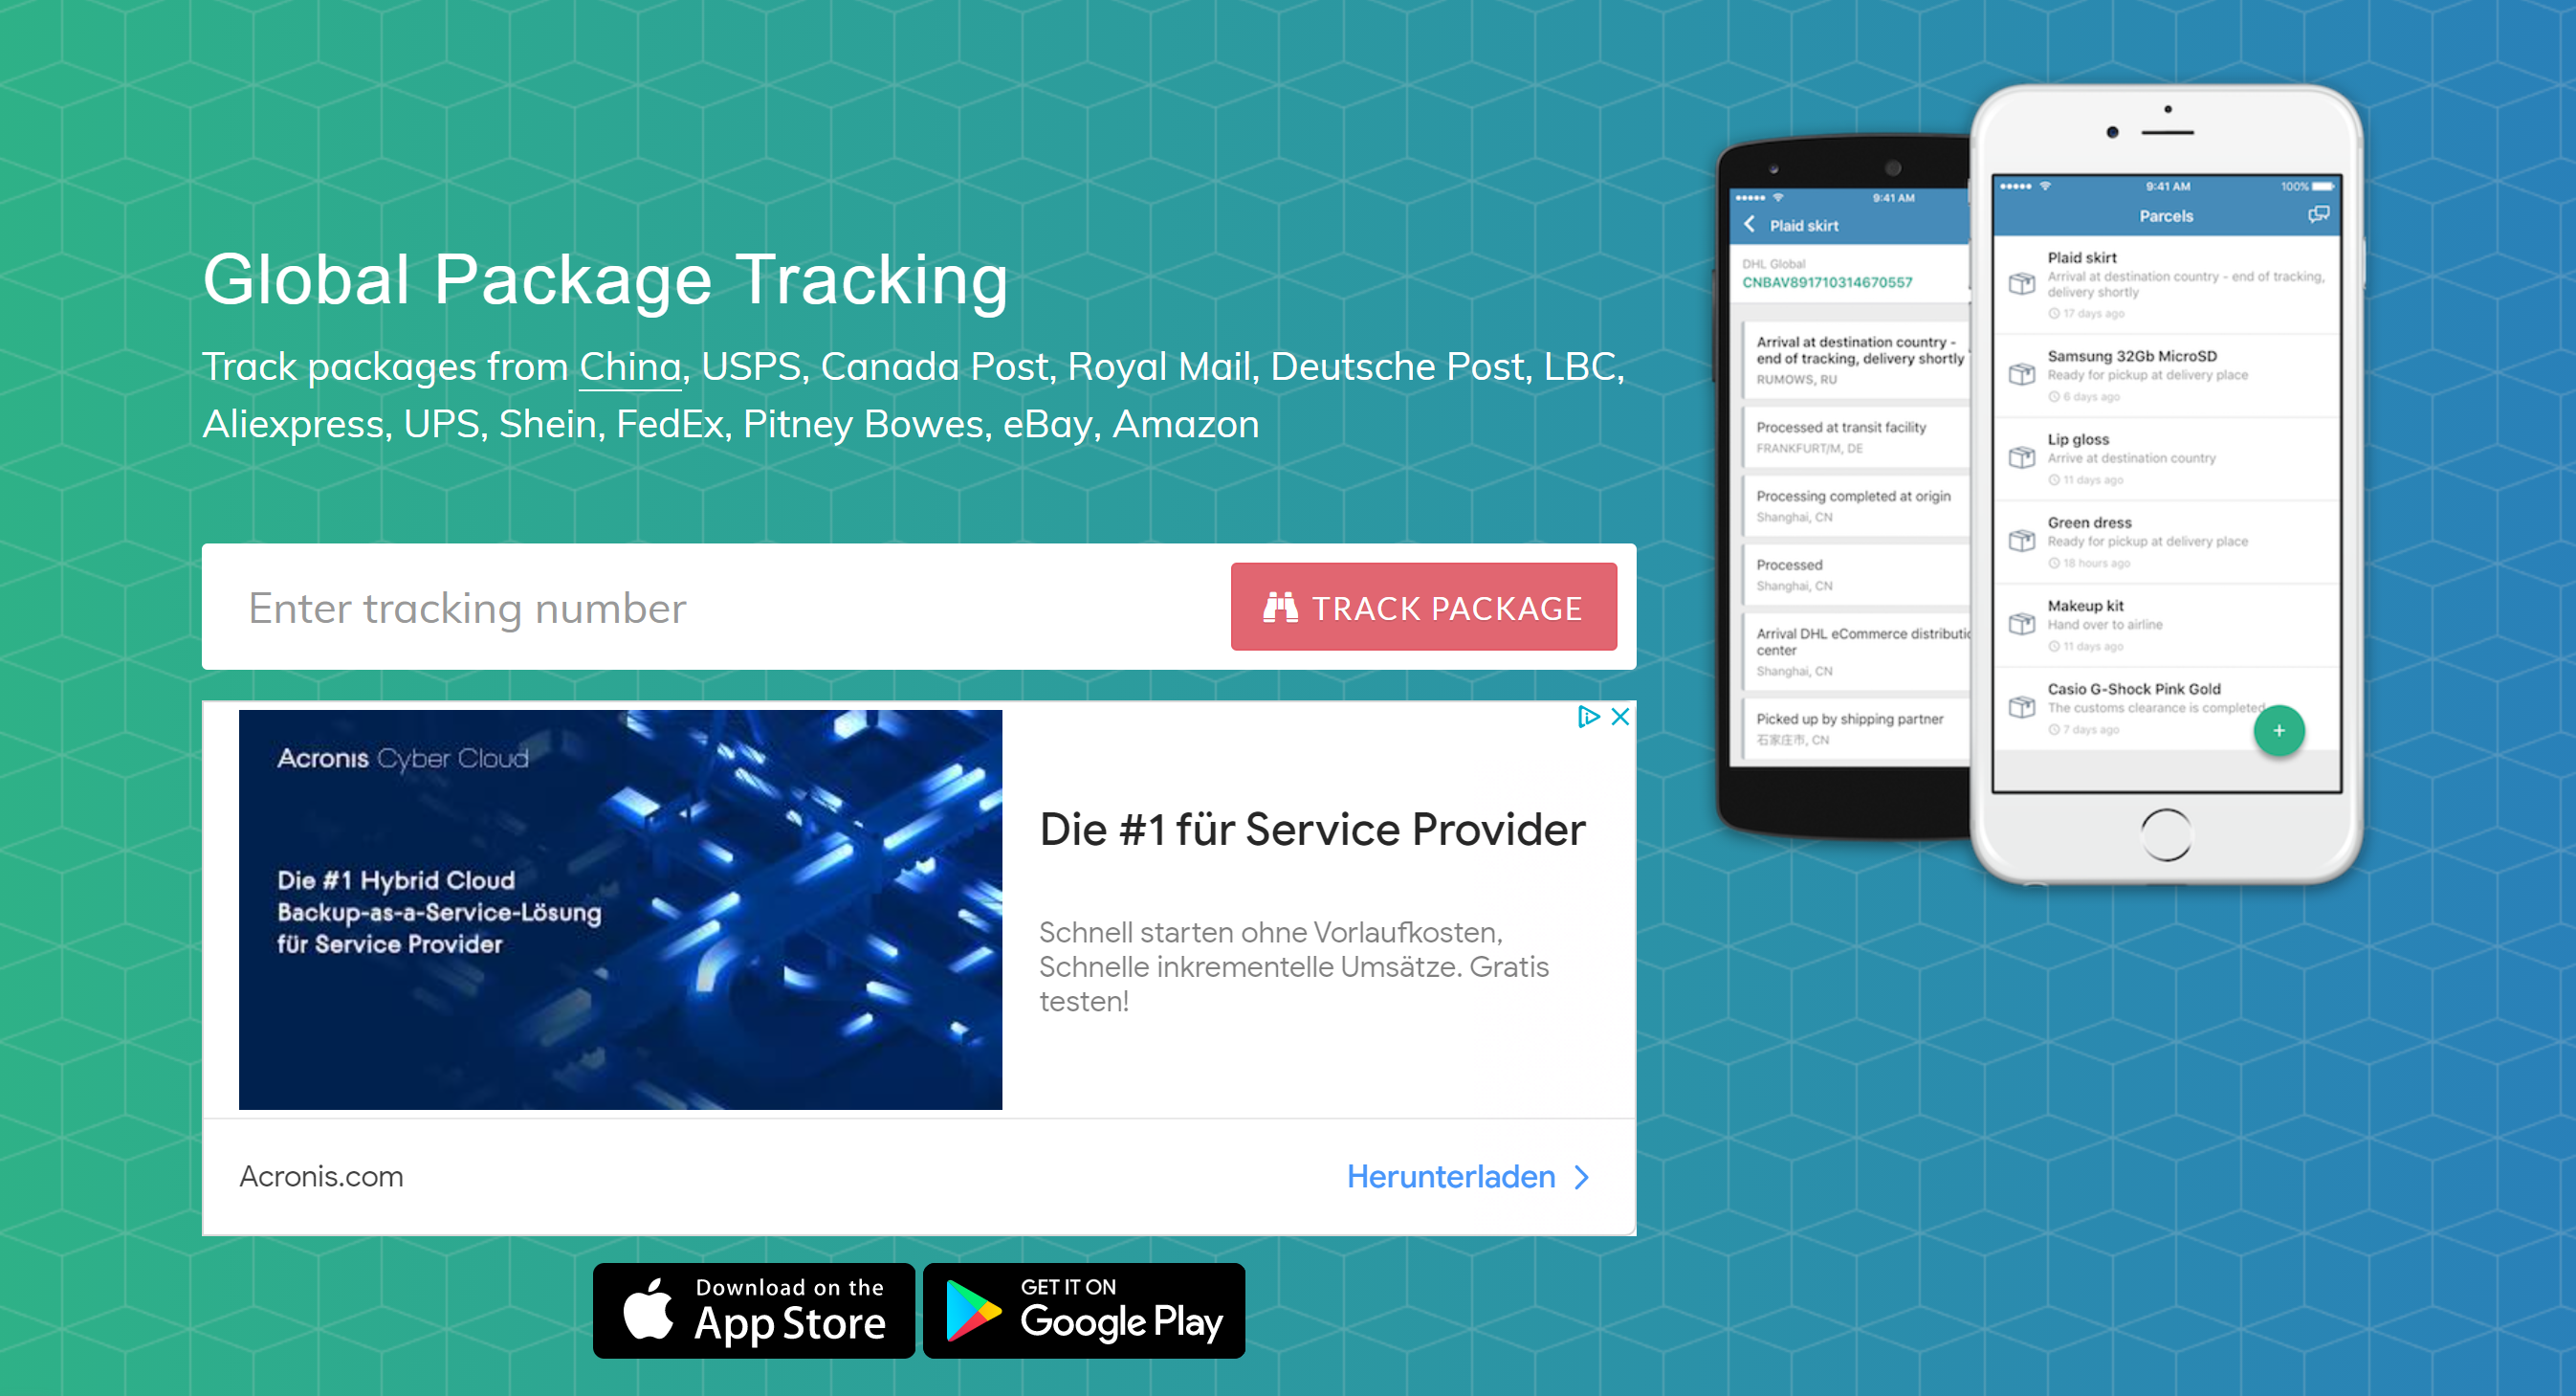 Global Package Tracking
Track packages from China, USPS, Canada Post, Royal Mail, Deutsche Post, LBC,
Aliexpress, UPS, Shein, FedEx, Pitney Bowes, eBay, Amazon
Enter tracking number
TRACK PACKAGE
Acronis Cyber Cloud
Die #1 Hybrid Cloud
Backup-as-a-Service-Lösung
für Service Provider
Die #1 für Service Provider
Schnell starten ohne Vorlaufkosten,
Schnelle inkrementelle Umsätze. Gratis
testen!
Acronis.com
Herunterladen
Download on the
App Store
GET IT ON
Google Play
9:41 AM
Plaid skirt
DHL Global
CNBAV891710314670557
Arrival at destination country -
end of tracking, delivery shortly
RUMOWS, RU
Processed at transit facility
FRANKFURT/M, DE
Processing completed at origin
Shanghai, CN
Processed
Shanghai, CN
Arrival DHL eCommerce distributic
center
Shanghai, CN
Picked up by shipping partner
石家庄市, CN
9:41 AM
100%
Parcels
Plaid skirt
Arrival at destination country - end of tracking,
delivery shortly
17 days ago
Samsung 32Gb MicroSD
Ready for pickup at delivery place
6 days ago
Lip gloss
Arrive at destination country
11 days ago
Green dress
Ready for pickup at delivery place
18 hours ago
Makeup kit
Hand over to airline
11 days ago
Casio G-Shock Pink Gold
The customs clearance is completed
7 days ago
+